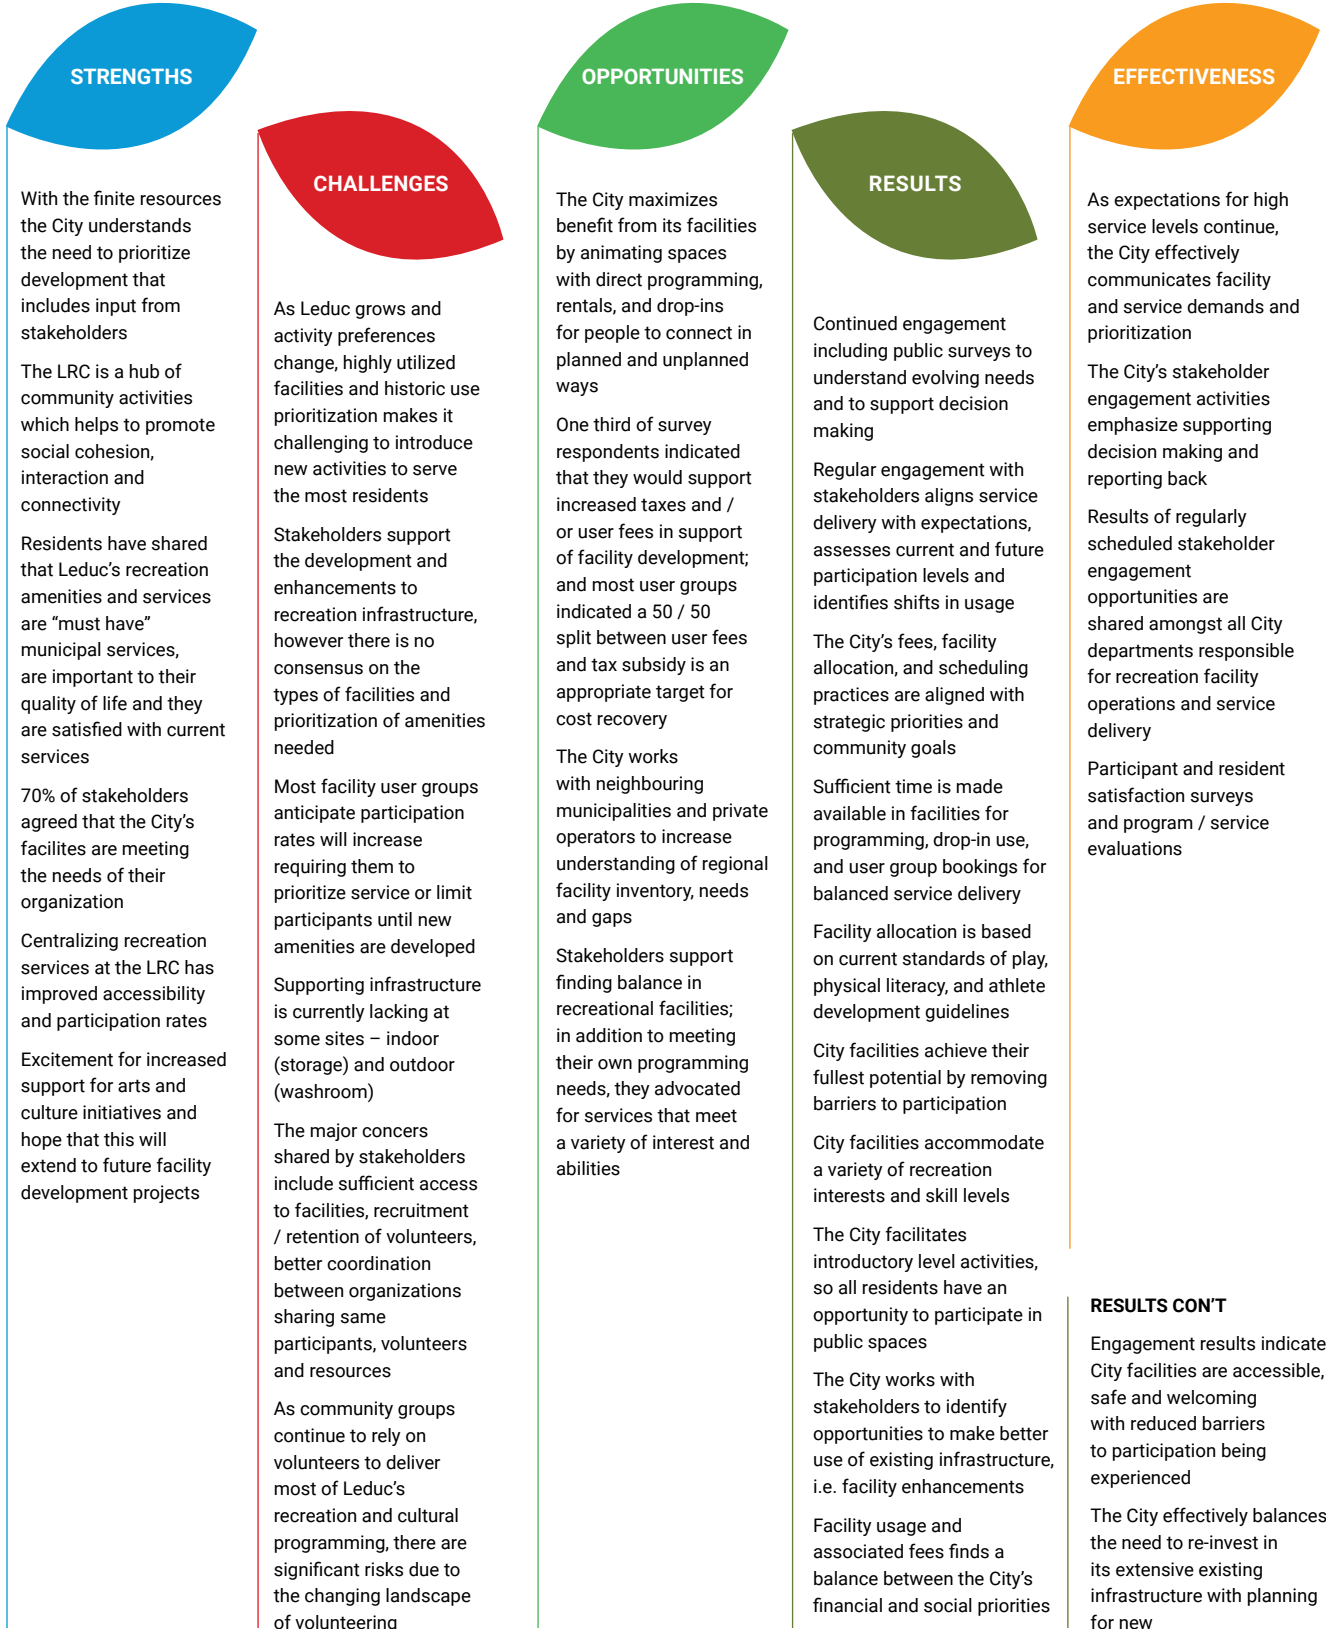 STRENGTHS
With the finite resources
the City understands
the need to prioritize
development that
includes input from
stakeholders
The LRC is a hub of
community activities
which helps to promote
social cohesion,
interaction and
connectivity
Residents have shared
that Leduc’s recreation
amenities and services
are “must have”
municipal services,
are important to their
quality of life and they
are satisfied with current
services
70% of stakeholders
agreed that the City’s
facilites are meeting
the needs of their
organization
Centralizing recreation
services at the LRC has
improved accessibility
and participation rates
Excitement for increased
support for arts and
culture initiatives and
hope that this will
extend to future facility
development projects
CHALLENGES
As Leduc grows and
activity preferences
change, highly utilized
facilities and historic use
prioritization makes it
challenging to introduce
new activities to serve
the most residents
Stakeholders support
the development and
enhancements to
recreation infrastructure,
however there is no
consensus on the
types of facilities and
prioritization of amenities
needed
Most facility user groups
anticipate participation
rates will increase
requiring them to
prioritize service or limit
participants until new
amenities are developed
Supporting infrastructure
is currently lacking at
some sites – indoor
(storage) and outdoor
(washroom)
The major concers
shared by stakeholders
include sufficient access
to facilities, recruitment
/ retention of volunteers,
better coordination
between organizations
sharing same
participants, volunteers
and resources
As community groups
continue to rely on
volunteers to deliver
most of Leduc’s
recreation and cultural
programming, there are
significant risks due to
the changing landscape
of volunteering
OPPORTUNITIES
The City maximizes
benefit from its facilities
by animating spaces
with direct programming,
rentals, and drop-ins
for people to connect in
planned and unplanned
ways
One third of survey
respondents indicated
that they would support
increased taxes and /
or user fees in support
of facility development;
and most user groups
indicated a 50 / 50
split between user fees
and tax subsidy is an
appropriate target for
cost recovery
The City works
with neighbouring
municipalities and private
operators to increase
understanding of regional
facility inventory, needs
and gaps
Stakeholders support
finding balance in
recreational facilities;
in addition to meeting
their own programming
needs, they advocated
for services that meet
a variety of interest and
abilities
RESULTS
Continued engagement
including public surveys to
understand evolving needs
and to support decision
making
Regular engagement with
stakeholders aligns service
delivery with expectations,
assesses current and future
participation levels and
identifies shifts in usage
The City’s fees, facility
allocation, and scheduling
practices are aligned with
strategic priorities and
community goals
Sufficient time is made
available in facilities for
programming, drop-in use,
and user group bookings for
balanced service delivery
Facility allocation is based
on current standards of play,
physical literacy, and athlete
development guidelines
City facilities achieve their
fullest potential by removing
barriers to participation
City facilities accommodate
a variety of recreation
interests and skill levels
The City facilitates
introductory level activities,
so all residents have an
opportunity to participate in
public spaces
The City works with
stakeholders to identify
opportunities to make better
use of existing infrastructure,
i.e. facility enhancements
Facility usage and
associated fees finds a
balance between the City’s
financial and social priorities
EFFECTIVENESS
As expectations for high
service levels continue,
the City effectively
communicates facility
and service demands and
prioritization
The City’s stakeholder
engagement activities
emphasize supporting
decision making and
reporting back
Results of regularly
scheduled stakeholder
engagement
opportunities are
shared amongst all City
departments responsible
for recreation facility
operations and service
delivery
Participant and resident
satisfaction surveys
and program / service
evaluations
RESULTS CON’T
Engagement results indicate
City facilities are accessible,
safe and welcoming
with reduced barriers
to participation being
experienced
The City effectively balances
the need to re-invest in
its extensive existing
infrastructure with planning
for new